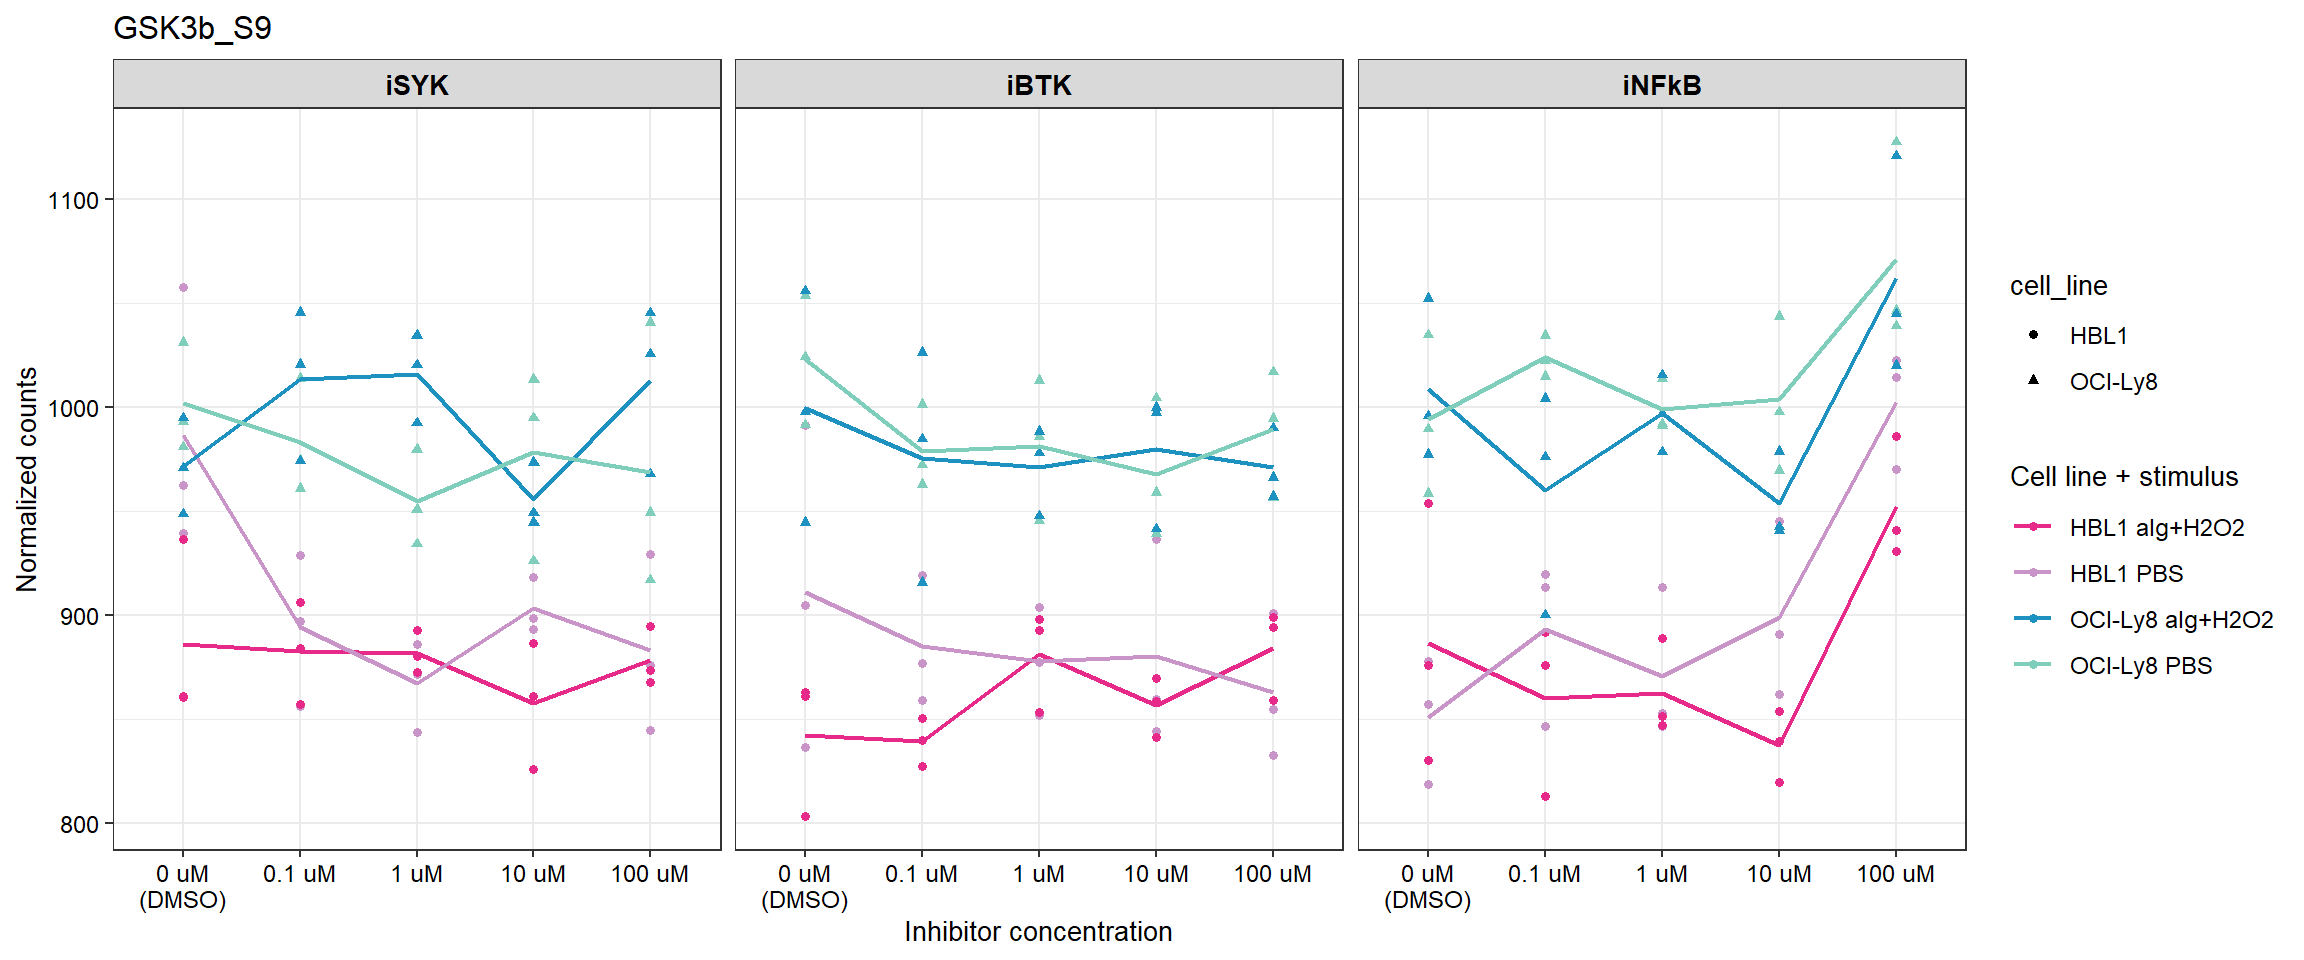 GSK3b_S9
iSYK
iBTK
iNFkB
Normalized counts
1100
1000
900
800
0 uM
(DMSO)
0.1 uM
1 uM
10 uM
100 uM
0 uM
(DMSO)
0.1 uM
1 uM
10 uM
100 uM
0 uM
(DMSO)
0.1 uM
1 uM
10 uM
100 uM
Inhibitor concentration
cell_line
HBL1
OCI-Ly8
Cell line + stimulus
HBL1 aIg+H2O2
HBL1 PBS
OCI-Ly8 aIg+H2O2
OCI-Ly8 PBS